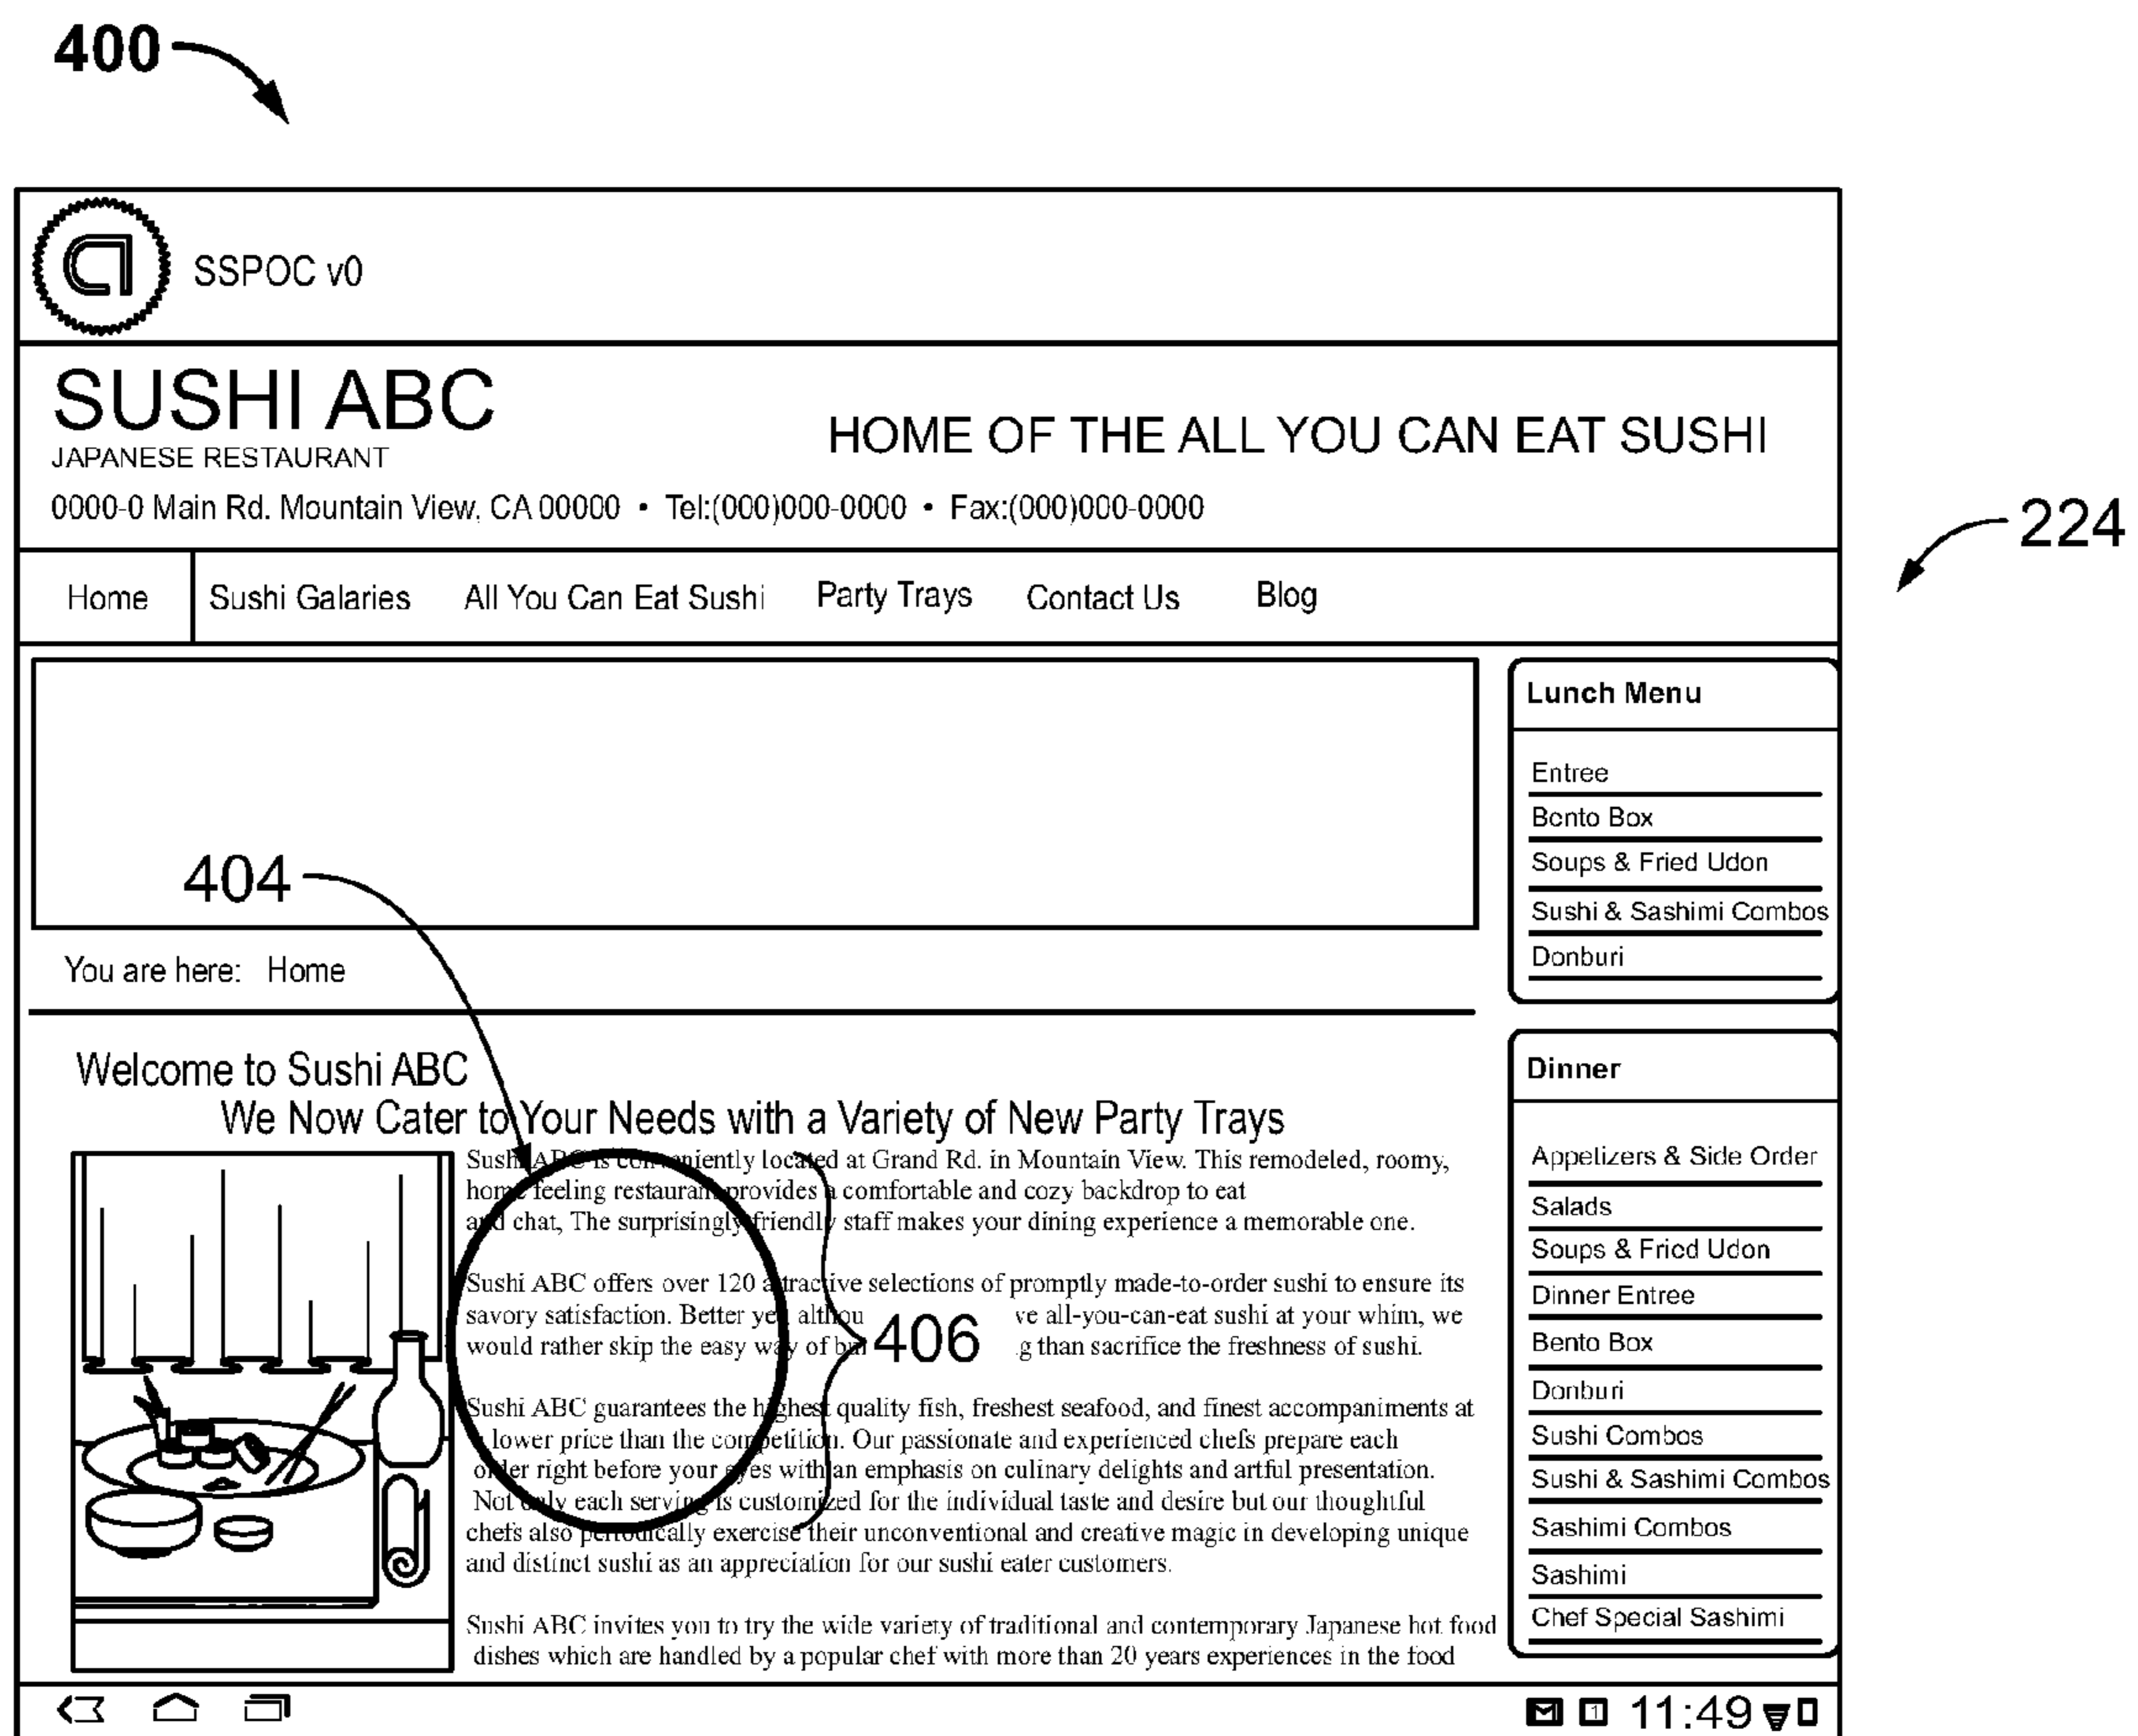 400
SSPOC v0
SUSHI ABC
JAPANESE RESTAURANT
HOME OF THE ALL YOU CAN EAT SUSHI
0000-0 Main Rd. Mountain View, CA 00000 • Tel:(000)000-0000 • Fax:(000)000-0000
224
Home Sushi Galaries All You Can Eat Sushi Party Trays Contact Us Blog
404
You are here: Home
Welcome to Sushi ABC
We Now Cater to Your Needs with a Variety of New Party Trays
Sushi ABC is conveniently located at Grand Rd. in Mountain View. This remodeled, roomy,
home feeling restaurant provides a comfortable and cozy backdrop to eat
and chat, The surprisingly friendly staff makes your dining experience a memorable one.
Sushi ABC offers over 120 attractive selections of promptly made-to-order sushi to ensure its
savory satisfaction. Better yet, althou ve all-you-can-eat sushi at your whim, we
would rather skip the easy way of g than sacrifice the freshness of sushi.
406
Sushi ABC guarantees the highest quality fish, freshest seafood, and finest accompaniments at
lower price than the competition. Our passionate and experienced chefs prepare each
order right before your eyes with an emphasis on culinary delights and artful presentation.
Not only each serving is customized for the individual taste and desire but our thoughtful
chefs also periodically exercise their unconventional and creative magic in developing unique
and distinct sushi as an appreciation for our sushi eater customers.
Sushi ABC invites you to try the wide variety of traditional and contemporary Japanese hot food
dishes which are handled by a popular chef with more than 20 years experiences in the food
Lunch Menu
Entree
Bento Box
Soups & Fried Udon
Sushi & Sashimi Combos
Donburi
Dinner
Appetizers & Side Order
Salads
Soups & Fried Udon
Dinner Entree
Bento Box
Donburi
Sushi Combos
Sushi & Sashimi Combos
Sashimi Combos
Sashimi
Chef Special Sashimi
1 11:49